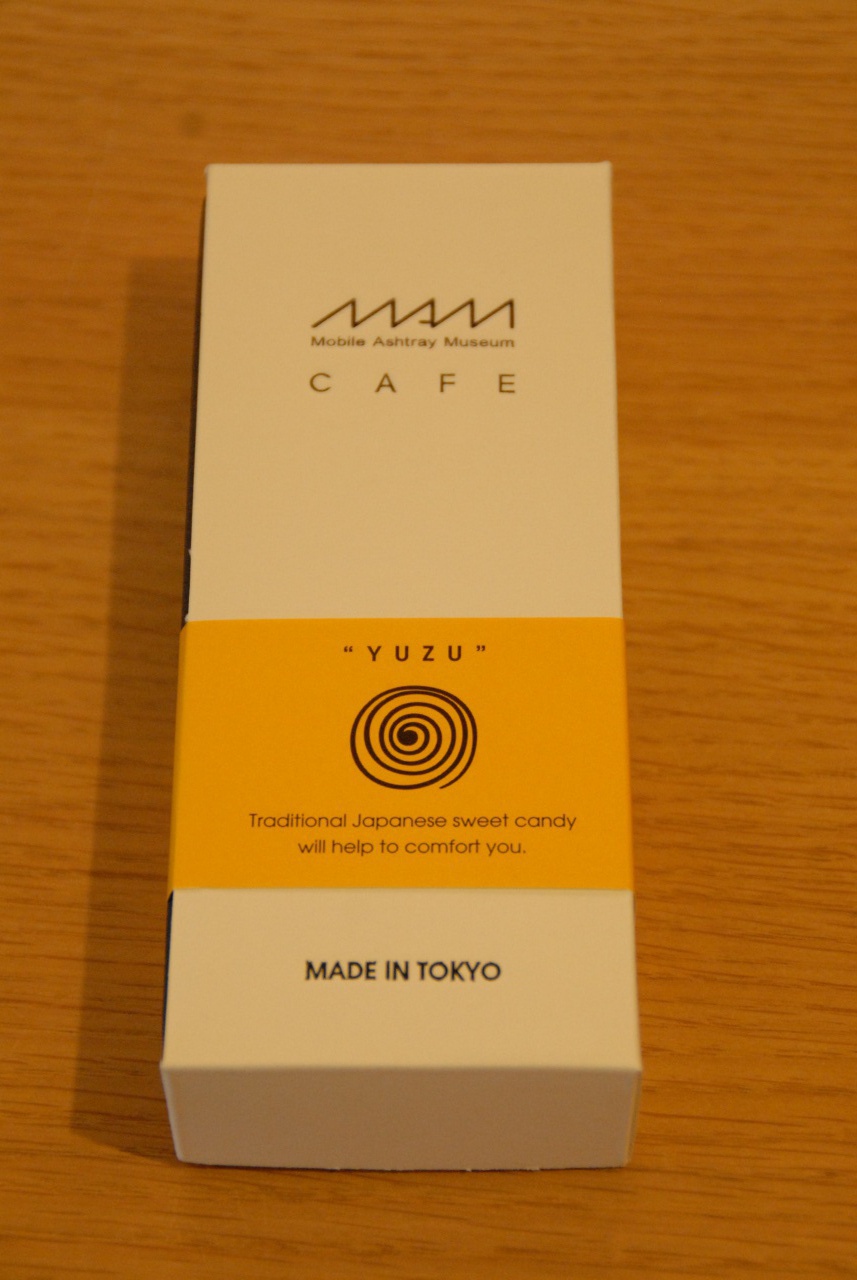 MAM
Mobile Ashtray Museum
CAFE
“YUZU”
Traditional Japanese sweet candy
will help to comfort you.
MADE IN TOKYO